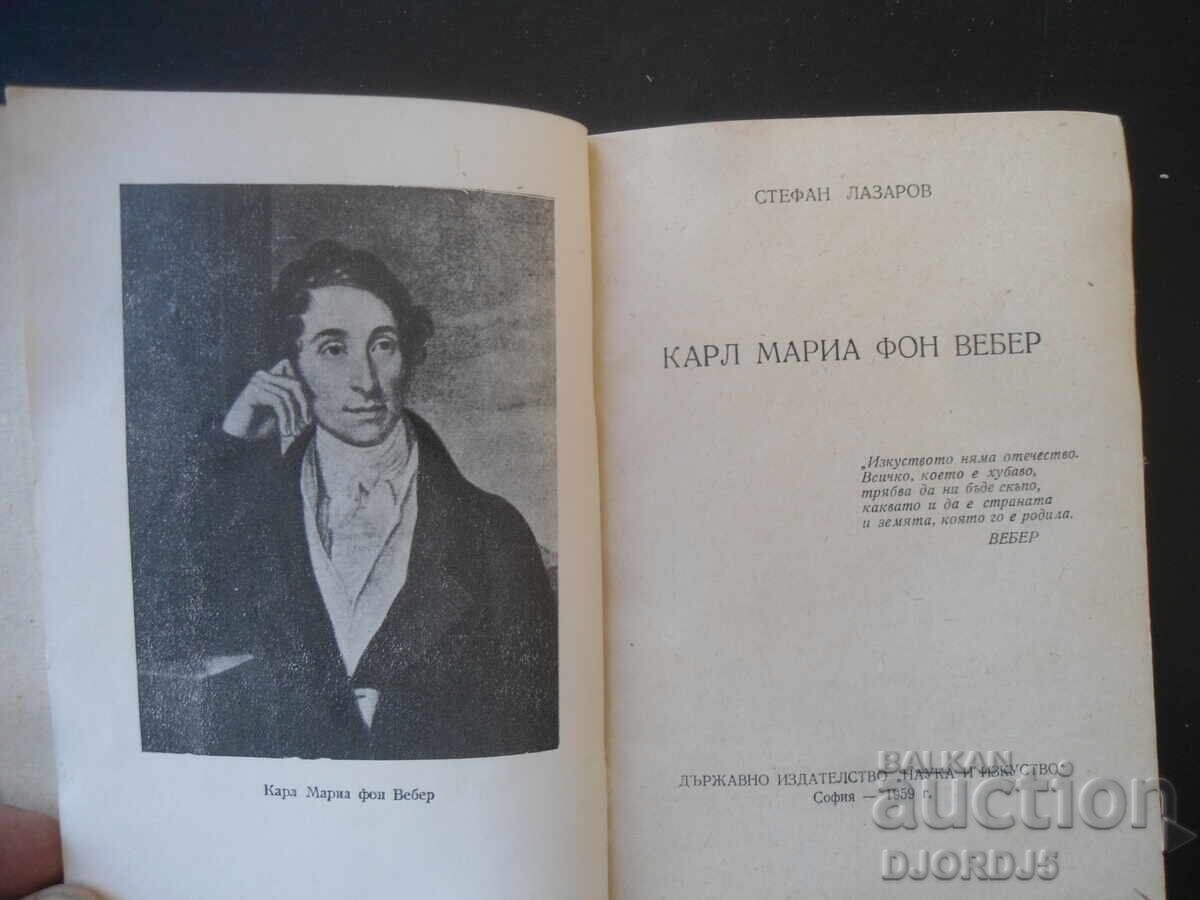 Карл Мариа фон Вебер
СТЕФАН ЛАЗАРОВ
КАРЛ МАРИА ФОН ВЕБЕР
„Изкуството няма отечество.
Всичко, което е хубаво,
трябва да ни бъде скъпо,
каквато и да е страната
и земята, която го е родила.
ВЕБЕР
ДЪРЖАВНО ИЗДАТЕЛСТВО „НАУКА И ИЗКУСТВО“
София — 1959 г.
BALKAN
auction
DJORDJ5